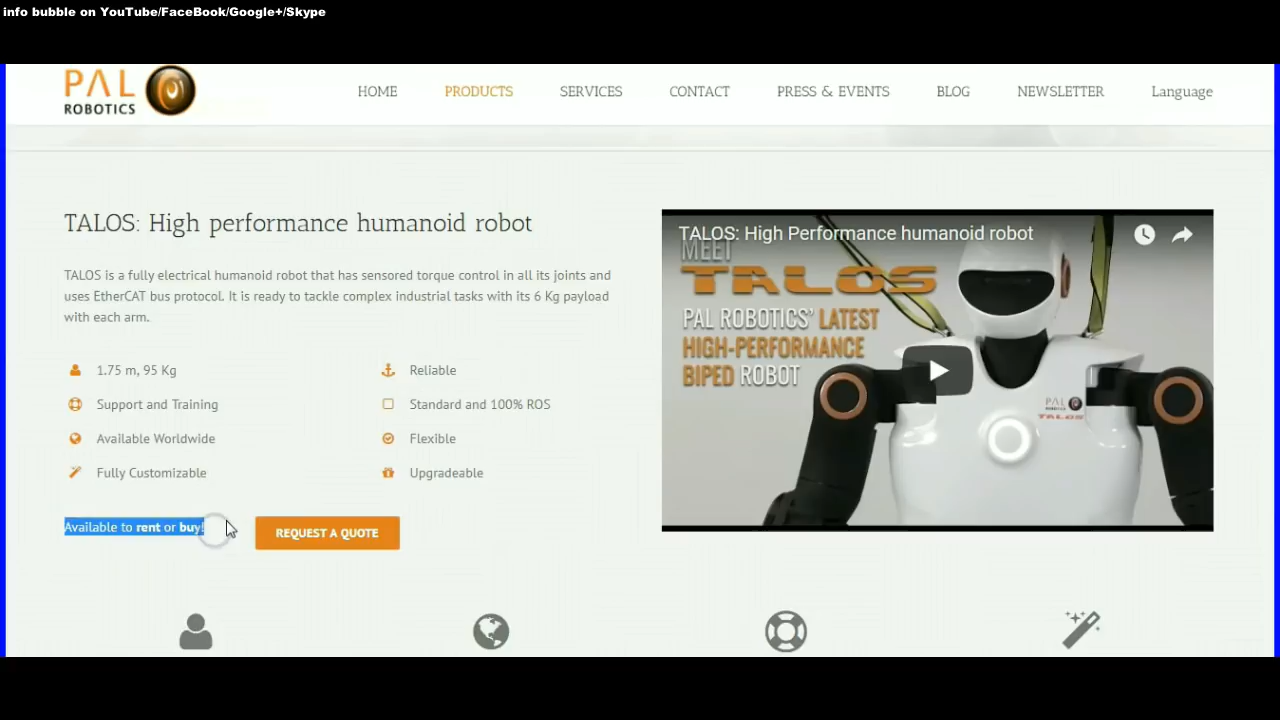 info bubble on YouTube/FaceBook/Google+/Skype
PAL
ROBOTICS
HOME
PRODUCTS
SERVICES
CONTACT
PRESS & EVENTS
BLOG
NEWSLETTER
Language
TALOS: High performance humanoid robot
TALOS is a fully electrical humanoid robot that has sensored torque control in all its joints and
uses EtherCAT bus protocol. It is ready to tackle complex industrial tasks with its 6 Kg payload
with each arm.
1.75 m, 95 Kg
Reliable
Support and Training
Standard and 100% ROS
Available Worldwide
Flexible
Fully Customizable
Upgradeable
Available to rent or buy!
REQUEST A QUOTE
TALOS: High Performance humanoid robot
MEET
TALOS
PAL ROBOTICS' LATEST
HIGH-PERFORMANCE
BIPED ROBOT
PAL
ROBOTICS
TALOS